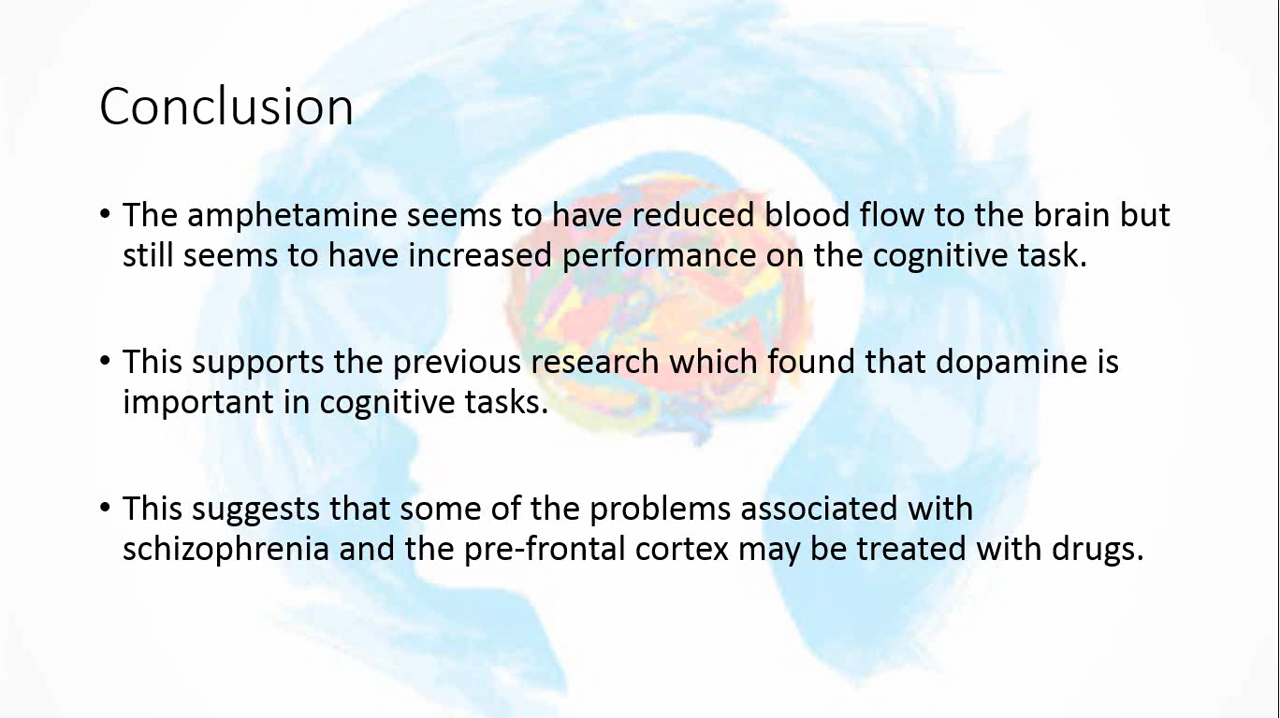 Conclusion
• The amphetamine seems to have reduced blood flow to the brain but
still seems to have increased performance on the cognitive task.
• This supports the previous research which found that dopamine is
important in cognitive tasks.
• This suggests that some of the problems associated with
schizophrenia and the pre-frontal cortex may be treated with drugs.